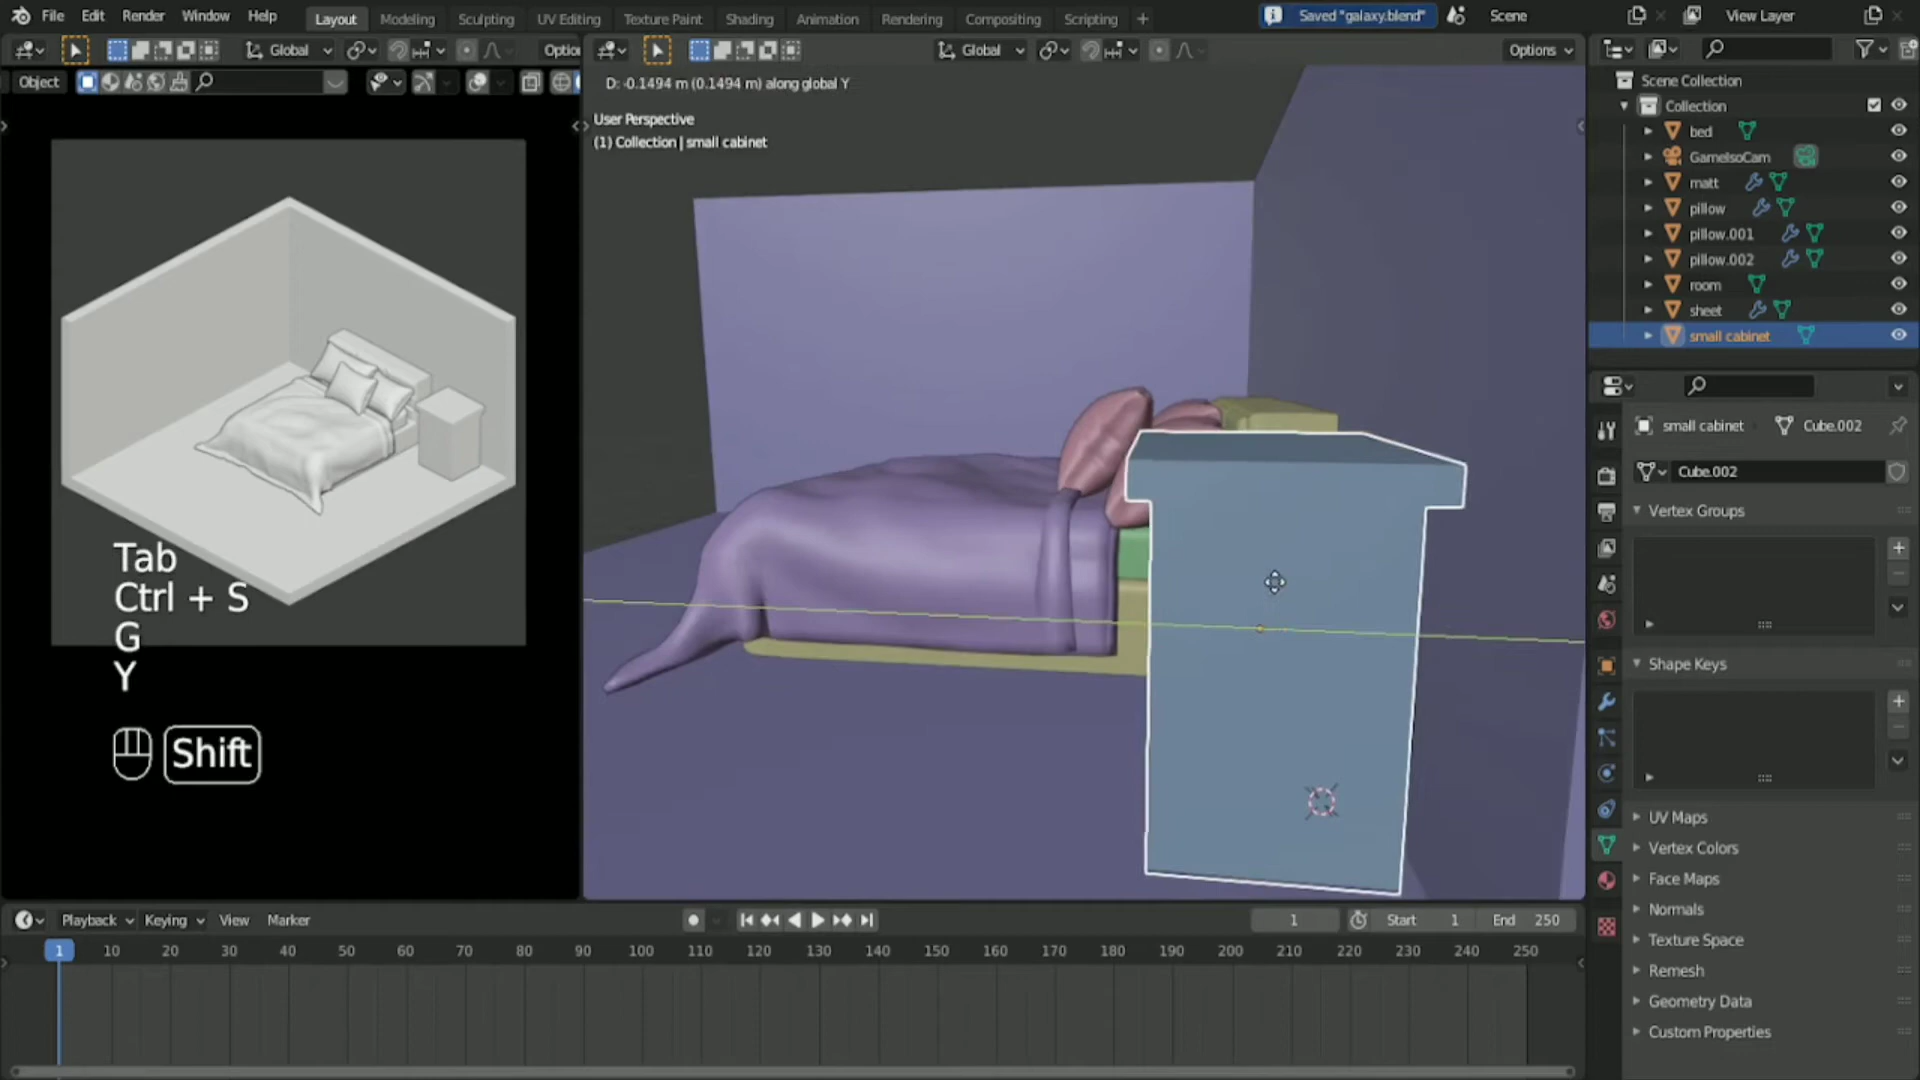 File Edit Render Window Help
Layout Modeling Sculpting UV Editing Texture Paint Shading Animation Rendering Compositing Scripting +
Saved "galaxy.blend"
Scene
View Layer
Global
Optio
Global
Options
Object
D: -0.1494 m (0.1494 m) along global Y
User Perspective
(1) Collection | small cabinet
Tab
Ctrl + S
G
Y
Shift
Scene Collection
Collection
bed
GameIsoCam
matt
pillow
pillow.001
pillow.002
room
sheet
small cabinet
small cabinet
Cube.002
Cube.002
Vertex Groups
Shape Keys
UV Maps
Vertex Colors
Face Maps
Normals
Texture Space
Remesh
Geometry Data
Custom Properties
Playback Keying View Marker
1
Start 1
End 250
1 10 20 30 40 50 60 70 80 90 100 110 120 130 140 150 160 170 180 190 200 210 220 230 240 250